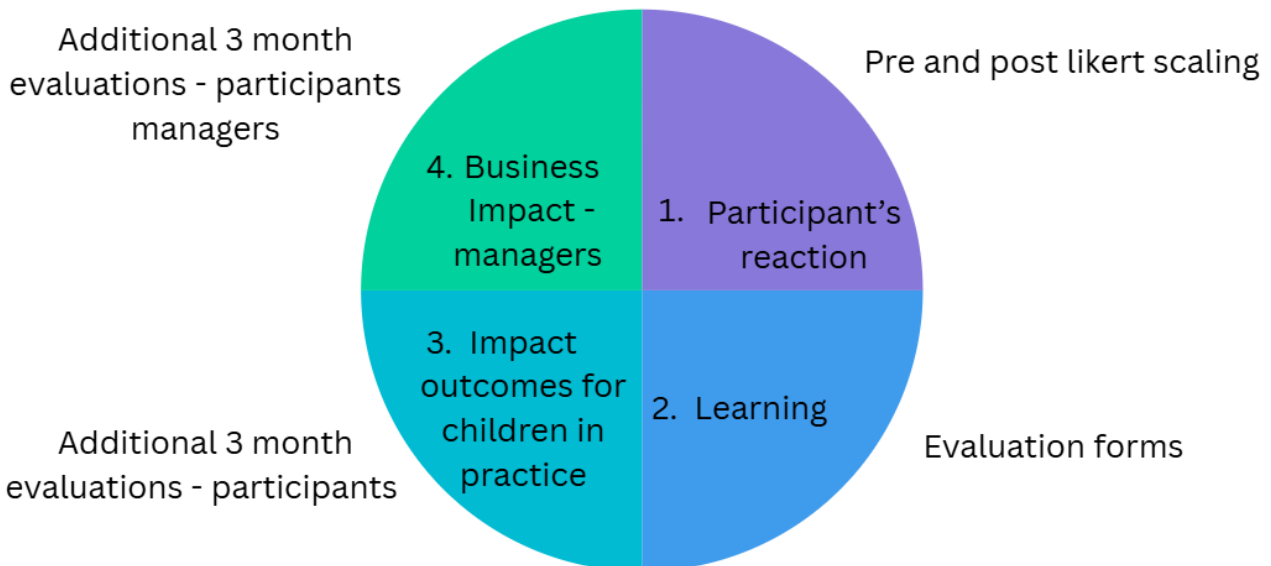 Additional 3 month
evaluations - participants
managers
Pre and post likert scaling
4. Business
Impact -
managers
1. Participant’s
reaction
3. Impact
outcomes for
children in
practice
2. Learning
Additional 3 month
evaluations - participants
Evaluation forms